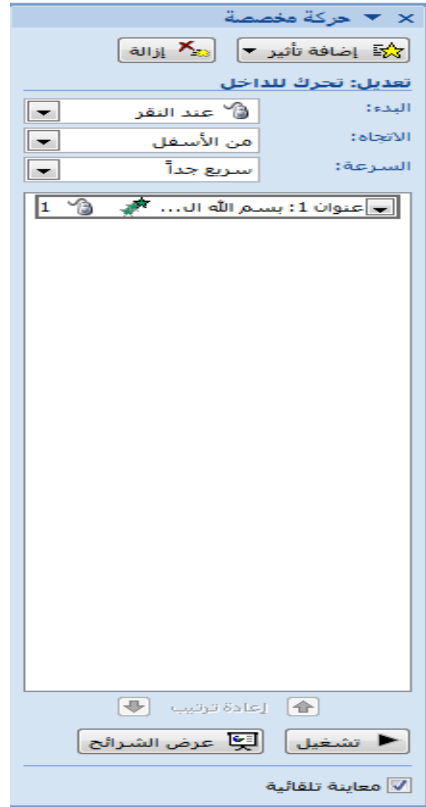 حركة مخصصة
إضافة تأثير إزالة
تعديل: تحرك للداخل
البدء: عند النقر
الاتجاه: من الأسفل
السرعة: سريع جداً
عنوان 1: بسم الله ال... 1
إعادة ترتيب
تشغيل عرض الشرائح
معاينة تلقائية